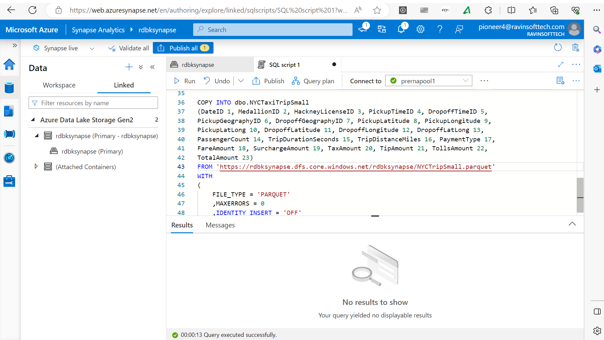 https://web.azuresynapse.net/en/authoring/explore/linked/sqlscripts/SQL%20script%201?w...
Microsoft Azure
Synapse Analytics
rdbksynapse
Search
1
1
pioneer4@ravinsofttech.com
RAVINSOFTTECH
Synapse live
Validate all
Publish all 1
Data
Workspace
Linked
Filter resources by name
Azure Data Lake Storage Gen2 2
rdbksynapse (Primary - rdbksynapse)
rdbksynapse (Primary)
(Attached Containers)
rdbksynapse
SQL script 1
Run
Undo
Publish
Query plan
Connect to
premapool1
35
36 COPY INTO dbo.NYCTaxiTripSmall
37 (DateID 1, MedallionID 2, HackneyLicenseID 3, PickupTimeID 4, DropoffTimeID 5,
38 PickupGeographyID 6, DropoffGeographyID 7, PickupLatitude 8, PickupLongitude 9,
39 PickupLatLong 10, DropoffLatitude 11, DropoffLongitude 12, DropoffLatLong 13,
40 PassengerCount 14, TripDurationSeconds 15, TripDistanceMiles 16, PaymentType 17,
41 FareAmount 18, SurchargeAmount 19, TaxAmount 20, TipAmount 21, TollsAmount 22,
42 TotalAmount 23)
43 FROM 'https://rdbksynapse.dfs.core.windows.net/rdbksynapse/NYCTripSmall.parquet'
44 WITH
45 (
46 FILE_TYPE = 'PARQUET'
47 ,MAXERRORS = 0
48 ,IDENTITY_INSERT = 'OFF'
Results
Messages
No results to show
Your query yielded no displayable results
00:00:13 Query executed successfully.